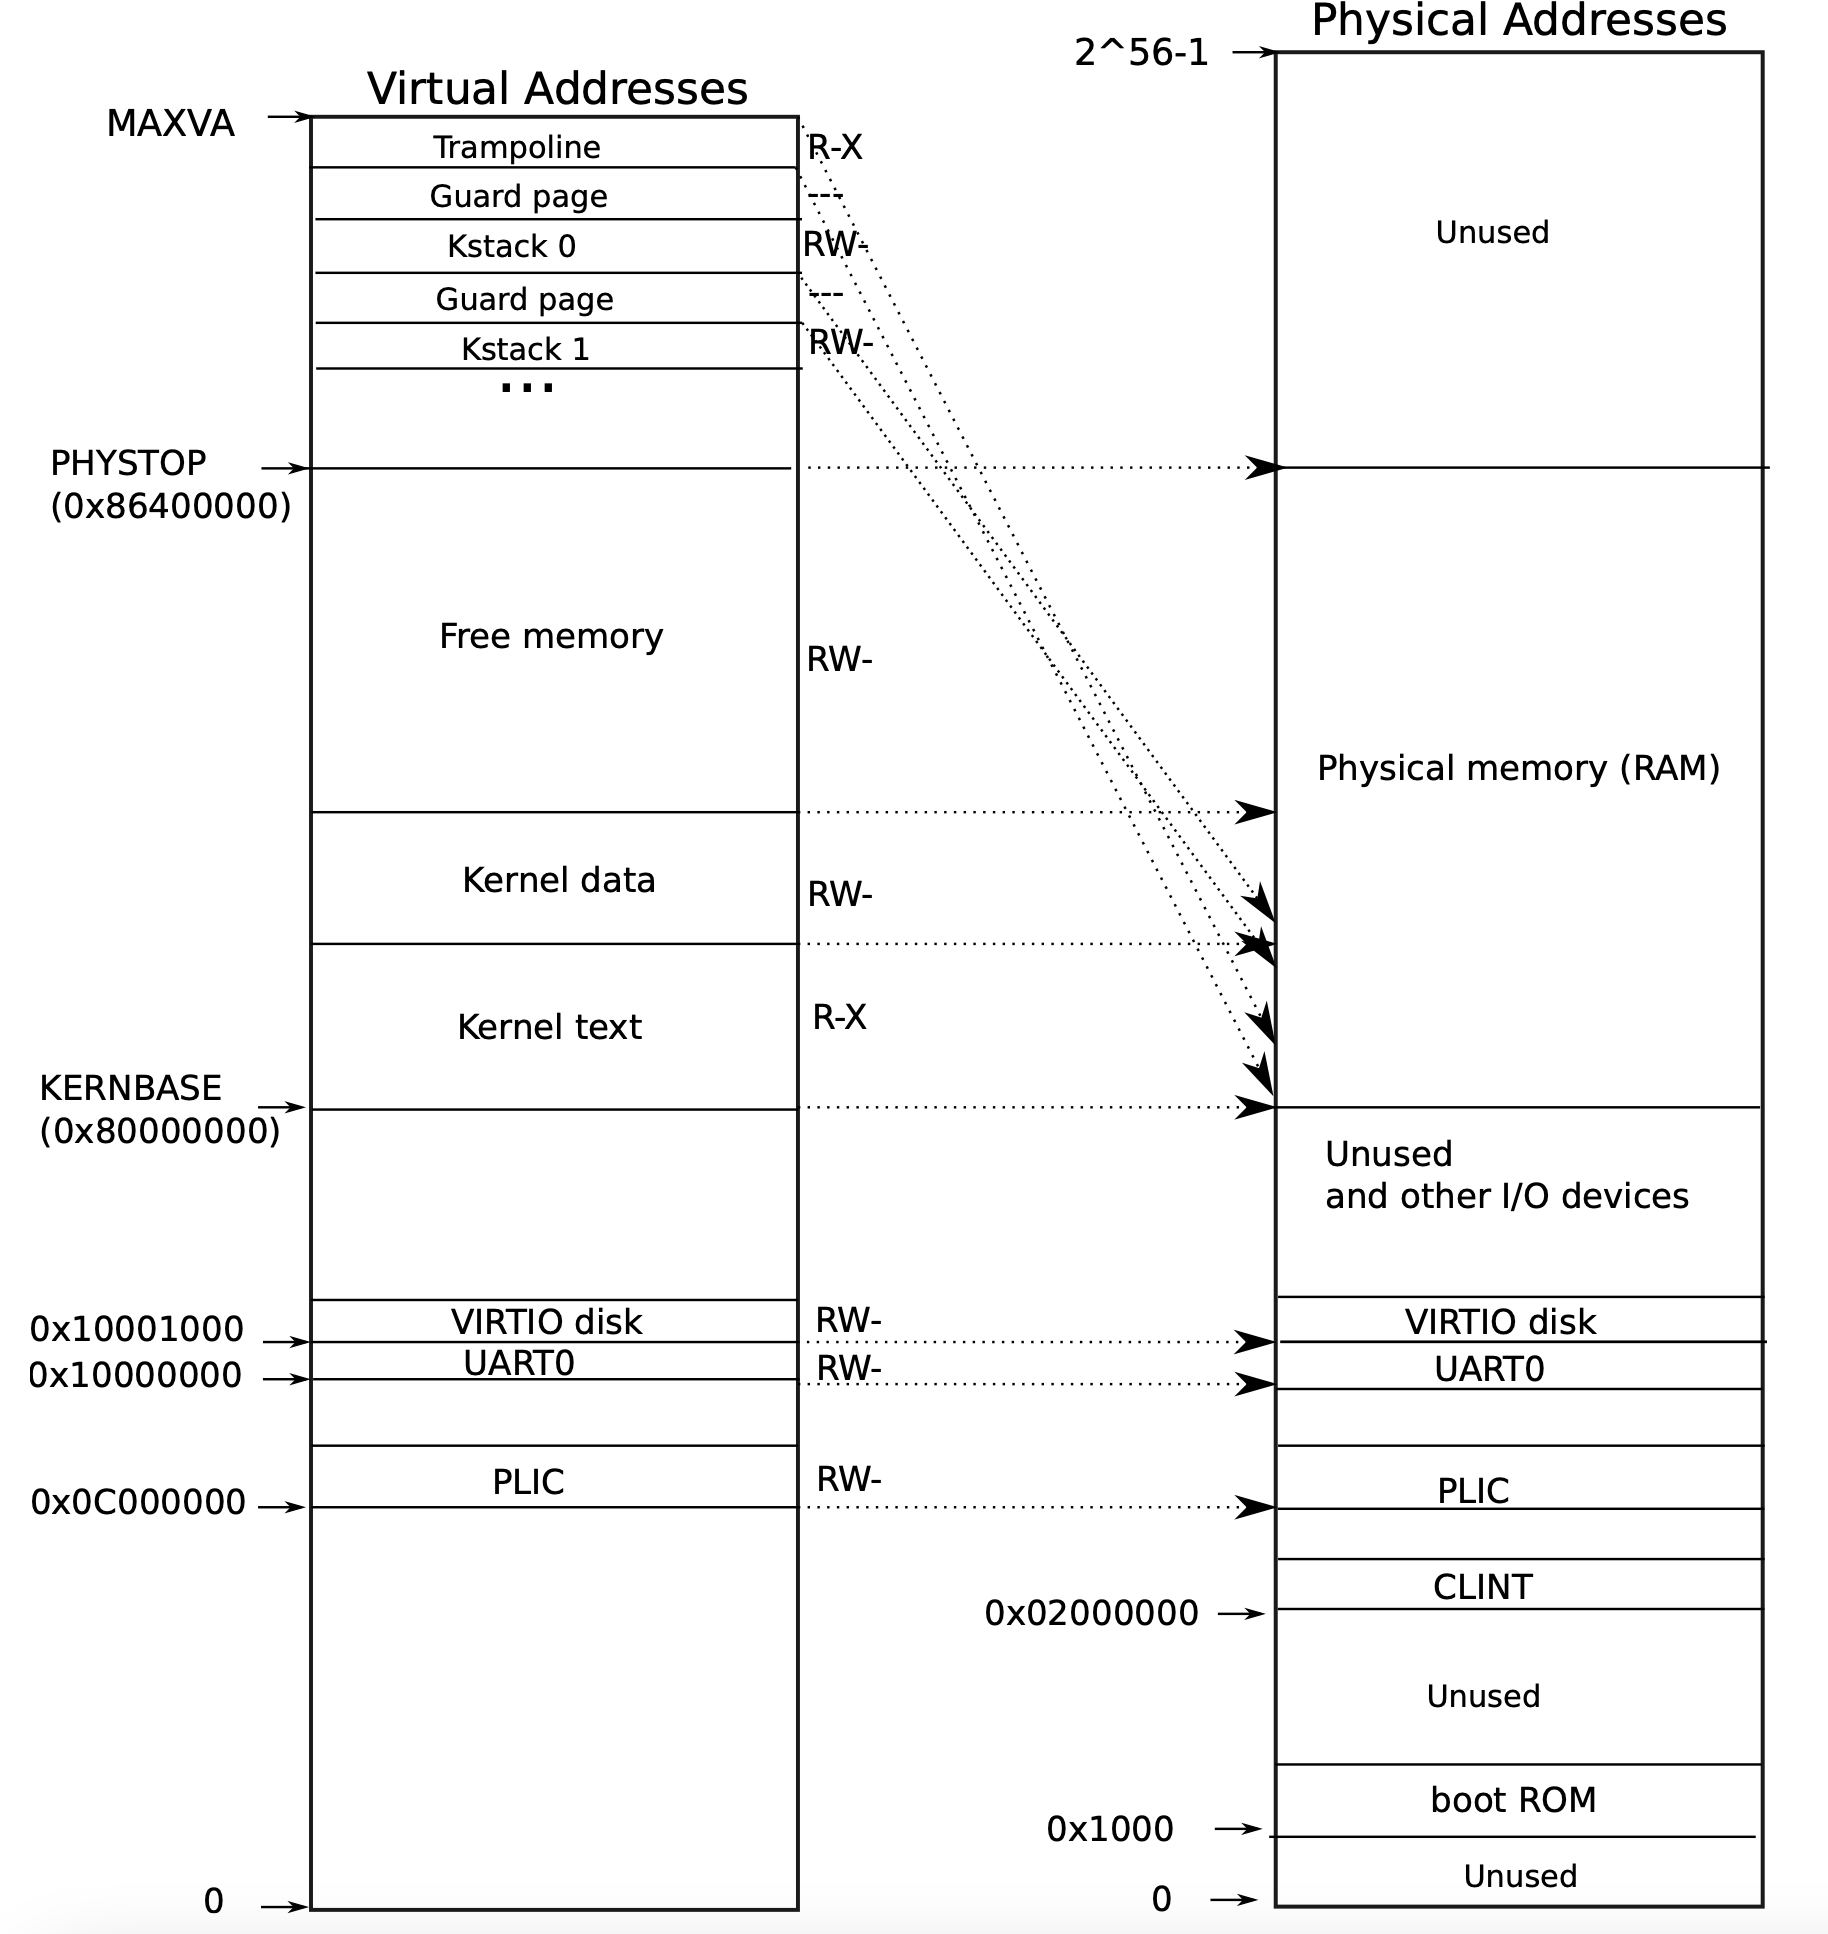 Physical Addresses
2^56-1
Virtual Addresses
MAXVA
Trampoline
R-X
Guard page
---
Unused
Kstack 0
RW-
Guard page
---
Kstack 1
RW-
...
PHYSTOP
(0x86400000)
Free memory
RW-
Physical memory (RAM)
Kernel data
RW-
Kernel text
R-X
KERNBASE
(0x80000000)
Unused
and other I/O devices
0x10001000
VIRTIO disk
RW-
VIRTIO disk
0x10000000
UART0
RW-
UART0
0x0C000000
PLIC
RW-
PLIC
CLINT
0x02000000
Unused
boot ROM
0x1000
Unused
0
0